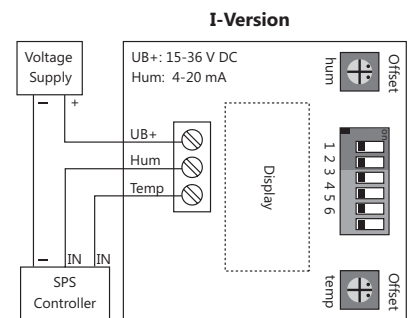 I-Version
Voltage
Supply
− +
UB+: 15-36 V DC
Hum: 4-20 mA
UB+
Hum
Temp
Display
Offset
hum
on
1 2 3 4 5 6
Offset
temp
− IN IN
SPS
Controller